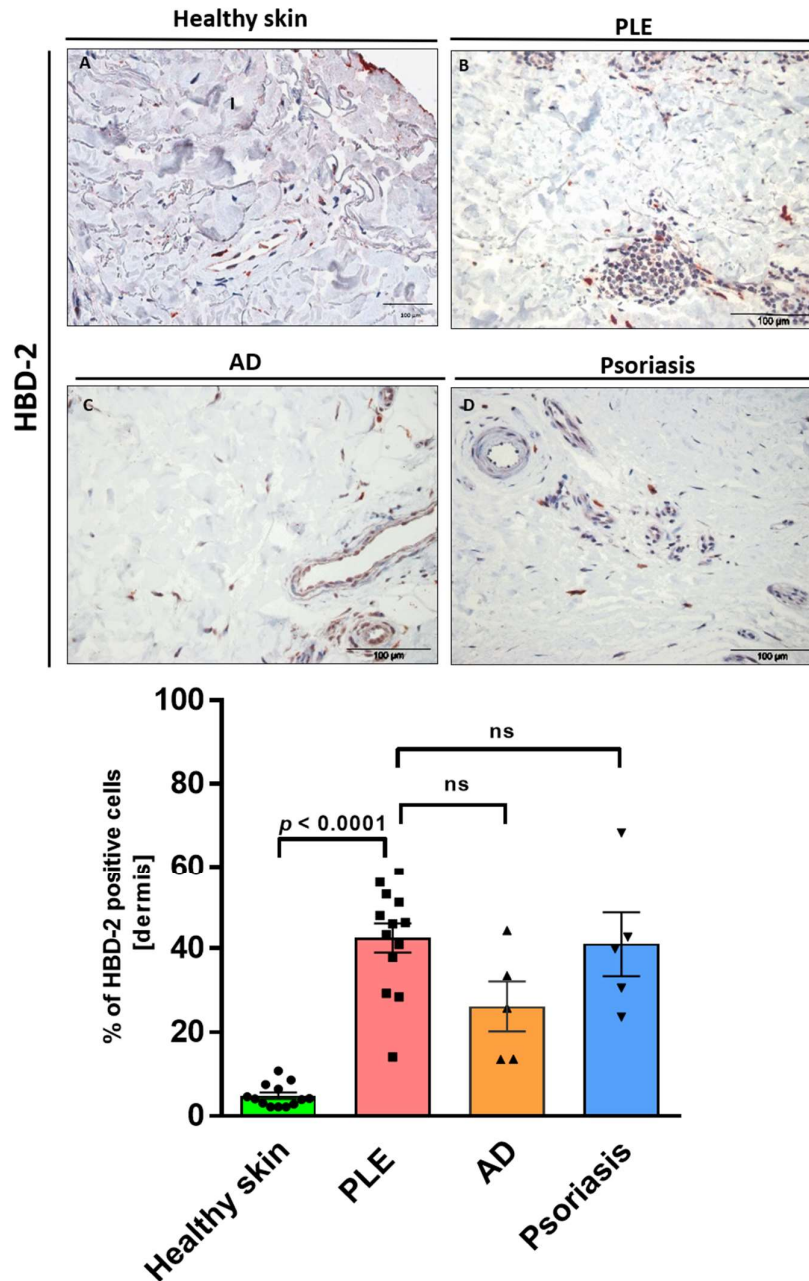 Healthy skin
PLE
HBD-2
A
I
100 µm
B
100 µm
AD
Psoriasis
C
100 µm
D
100 µm
% of HBD-2 positive cells
[dermis]
100
80
60
40
20
0
ns
ns
p < 0.0001
Healthy skin
PLE
AD
Psoriasis